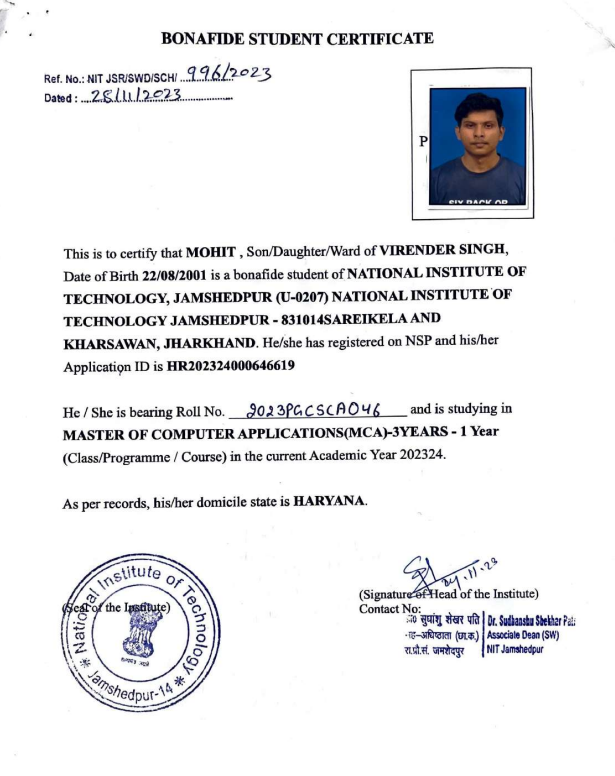 BONAFIDE STUDENT CERTIFICATE
Ref. No.: NIT JSR/SWD/SCH/ 996/2023
Dated : 28/11/2023
P
SIX PACK OR
This is to certify that MOHIT , Son/Daughter/Ward of VIRENDER SINGH,
Date of Birth 22/08/2001 is a bonafide student of NATIONAL INSTITUTE OF
TECHNOLOGY, JAMSHEDPUR (U-0207) NATIONAL INSTITUTE OF
TECHNOLOGY JAMSHEDPUR - 831014SAREIKELA AND
KHARSAWAN, JHARKHAND. He/she has registered on NSP and his/her
Application ID is HR202324000646619
He / She is bearing Roll No. 2023PGCSCA046 and is studying in
MASTER OF COMPUTER APPLICATIONS(MCA)-3YEARS - 1 Year
(Class/Programme / Course) in the current Academic Year 202324.
As per records, his/her domicile state is HARYANA.
National Institute of Technology
(Seal of the Institute)
Jamshedpur-14
(Signature of Head of the Institute)
Contact No:
सुधांशु शेखर पति | Dr. Sudhanshu Shekhar Pati
सह-अधिष्ठाता (छा.क.) | Associate Dean (SW)
रा.प्रौ.सं. जमशेदपुर | NIT Jamshedpur